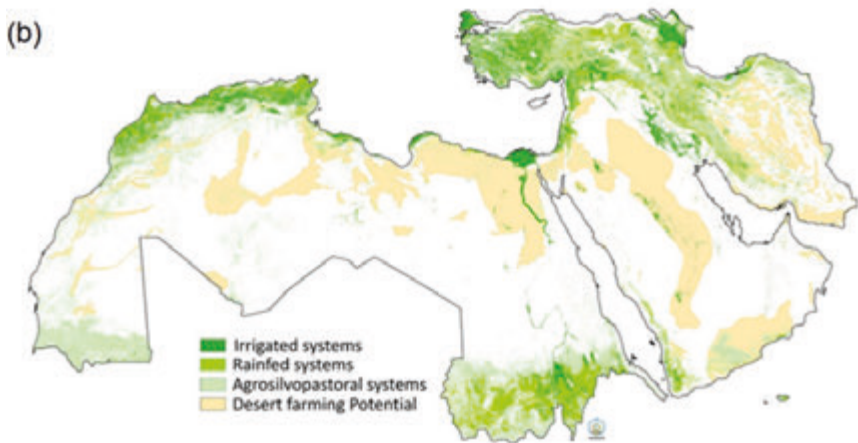 (b)
Irrigated systems
Rainfed systems
Agrosilvopastoral systems
Desert farming Potential